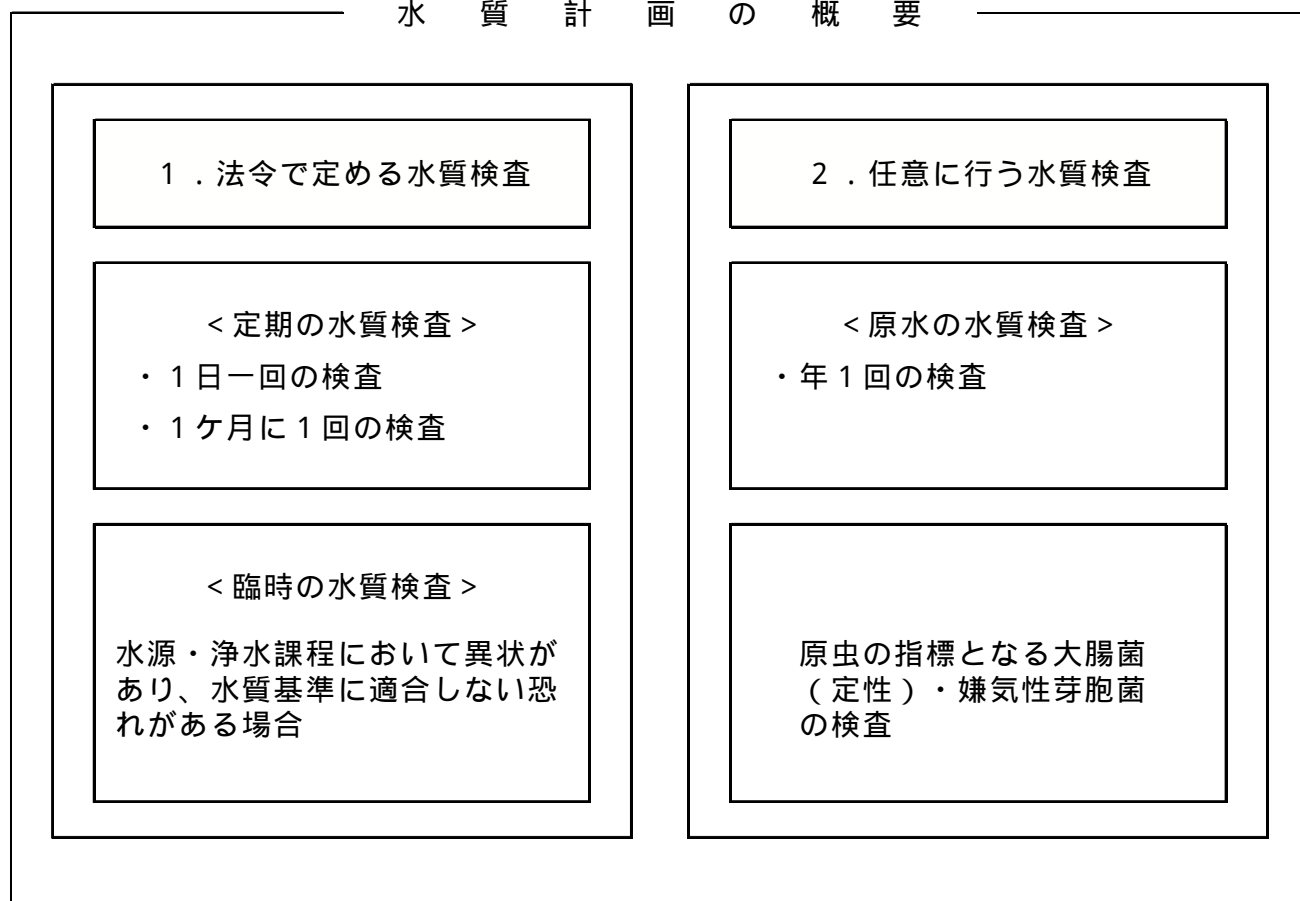 水質計画の概要
１．法令で定める水質検査
＜定期の水質検査＞
・１日一回の検査
・１ケ月に１回の検査
＜臨時の水質検査＞
水源・浄水課程において異状が
あり、水質基準に適合しない恐
れがある場合
２．任意に行う水質検査
＜原水の水質検査＞
・年１回の検査
原虫の指標となる大腸菌
（定性）・嫌気性芽胞菌
の検査